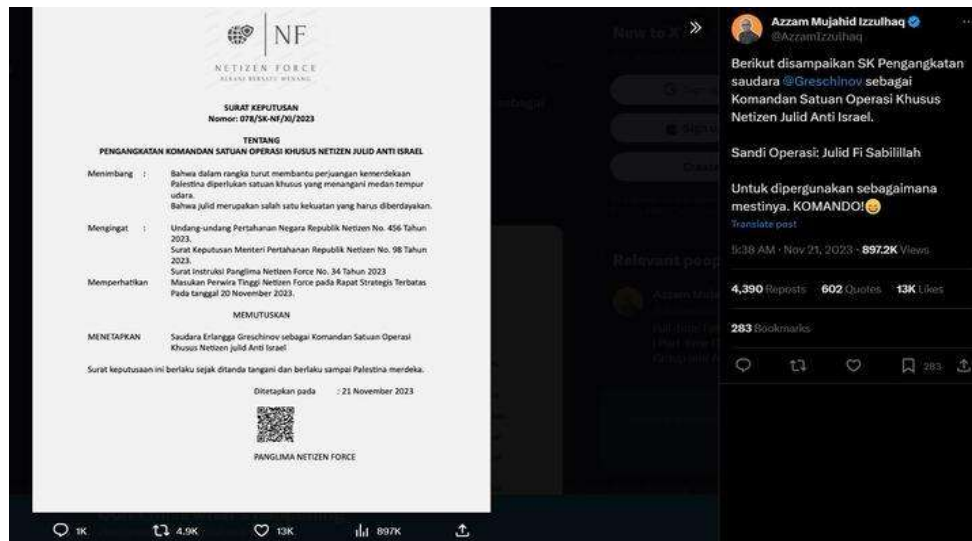 NF
NETIZEN FORCE
SURAT KEPUTUSAN
Nomor: 078/SK-NF/XI/2023
TENTANG
PENGANGKATAN KOMANDAN SATUAN OPERASI KHUSUS NETIZEN JULID ANTI ISRAEL
Menimbang : Bahwa dalam rangka turut membantu perjuangan kemerdekaan
Palestina diperlukan satuan khusus yang menangani medan tempur
udara.
Bahwa julid merupakan salah satu kekuatan yang harus diberdayakan.
Mengingat : Undang-undang Pertahanan Negara Republik Netizen No. 456 Tahun
2023.
Surat Keputusan Menteri Pertahanan Republik Netizen No. 98 Tahun
2023.
Surat Instruksi Panglima Netizen Force No. 34 Tahun 2023
Memperhatikan Masukan Perwira Tinggi Netizen Force pada Rapat Strategis Terbatas
Pada tanggal 20 November 2023.
MEMUTUSKAN
MENETAPKAN Saudara Erlangga Greschinov sebagai Komandan Satuan Operasi
Khusus Netizen julid Anti Israel
Surat keputusaan ini berlaku sejak ditanda tangani dan berlaku sampai Palestina merdeka.
Ditetapkan pada : 21 November 2023
PANGLIMA NETIZEN FORCE
1K 4.9K 13K 897K
New to X?
Relevant peop
Azzam Mujahid Izzulhaq
@AzzamIzzulhaq
Berikut disampaikan SK Pengangkatan
saudara @Greschinov sebagai
Komandan Satuan Operasi Khusus
Netizen Julid Anti Israel.
Sandi Operasi: Julid Fi Sabilillah
Untuk dipergunakan sebagaimana
mestinya. KOMANDO!😄
Translate post
5:38 AM · Nov 21, 2023 · 897.2K Views
4,390 Reposts 602 Quotes 13K Likes
283 Bookmarks
283